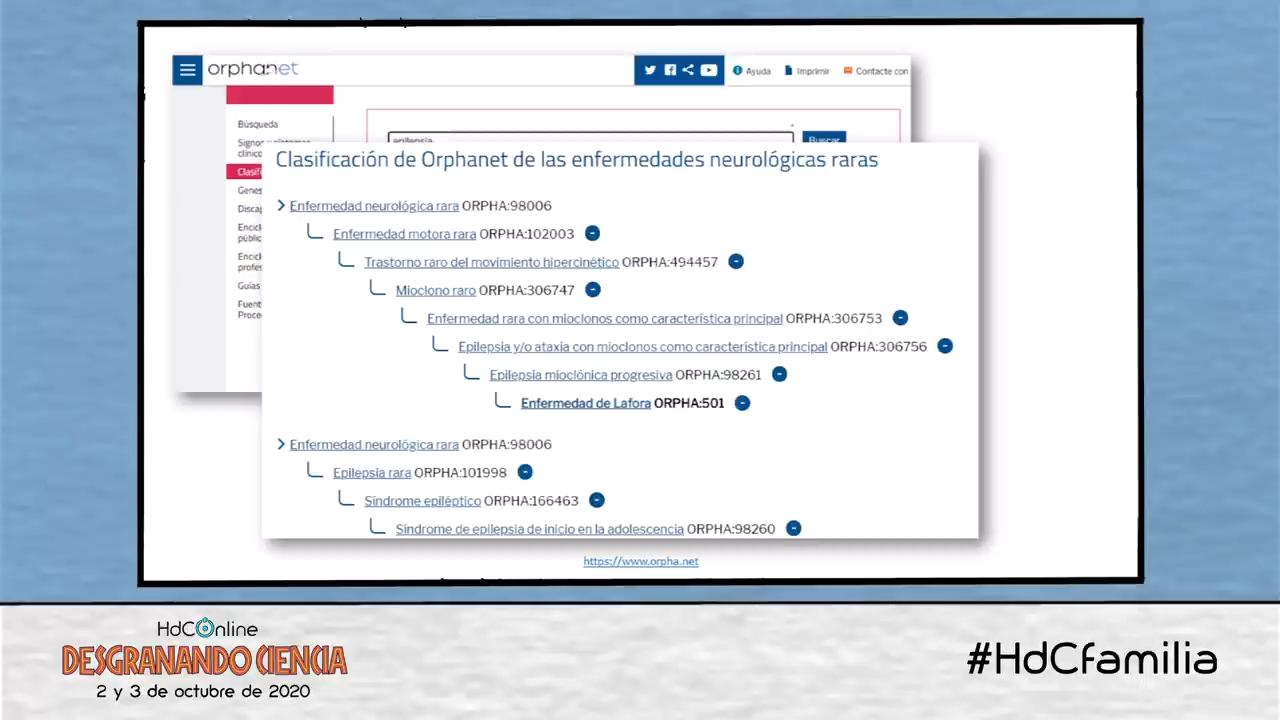 orphanet
Ayuda
Imprimir
Contacte con
Búsqueda
epilepsia
Buscar
Clasificación de Orphanet de las enfermedades neurológicas raras
Enfermedad neurológica rara ORPHA:98006
Enfermedad motora rara ORPHA:102003
Trastorno raro del movimiento hipercinético ORPHA:494457
Mioclono raro ORPHA:306747
Enfermedad rara con mioclonos como característica principal ORPHA:306753
Epilepsia y/o ataxia con mioclonos como característica principal ORPHA:306756
Epilepsia mioclónica progresiva ORPHA:98261
Enfermedad de Lafora ORPHA:501
Enfermedad neurológica rara ORPHA:98006
Epilepsia rara ORPHA:101998
Síndrome epiléptico ORPHA:166463
Síndrome de epilepsia de inicio en la adolescencia ORPHA:98260
https://www.orpha.net
HdCOnline
DESGRANANDO CIENCIA
2 y 3 de octubre de 2020
#HdCfamilia